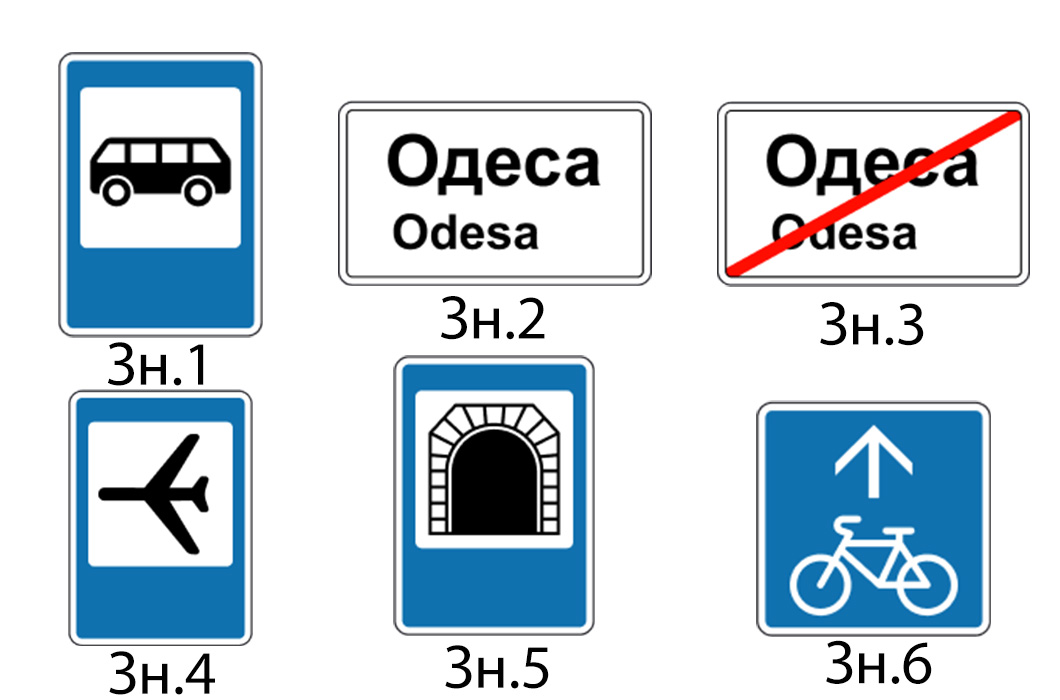 Одеса
Odesa
Одеса
Odesa
Зн.1
Зн.2
Зн.3
Зн.4
Зн.5
Зн.6